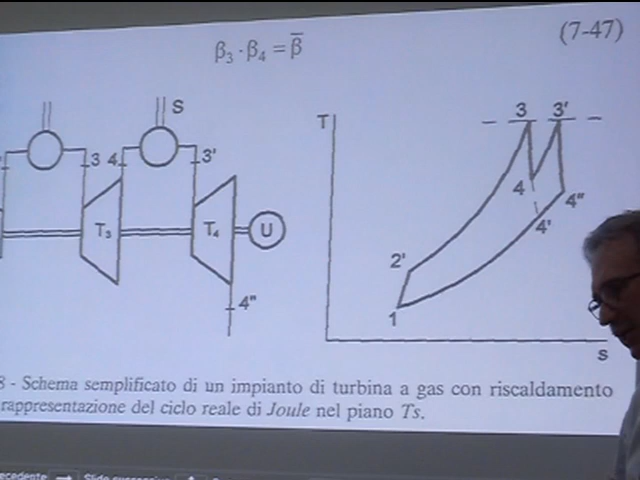 (7-47)
β₃·β₄ = β̅
S
T
3
3'
3
4
3'
T₃
T₄
U
4
4'
4"
2'
1
4"
S
8 - Schema semplificato di un impianto di turbina a gas con riscaldamento
rappresentazione del ciclo reale di Joule nel piano Ts.